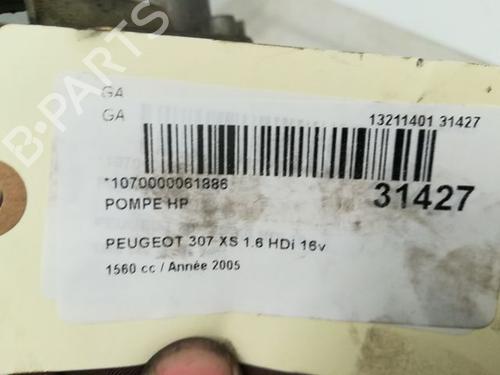 B-PARTS
GA
GA
13211401 31427
*1070000061886
31427
POMPE HP
PEUGEOT 307 XS 1.6 HDi 16v
1560 cc / Année 2005